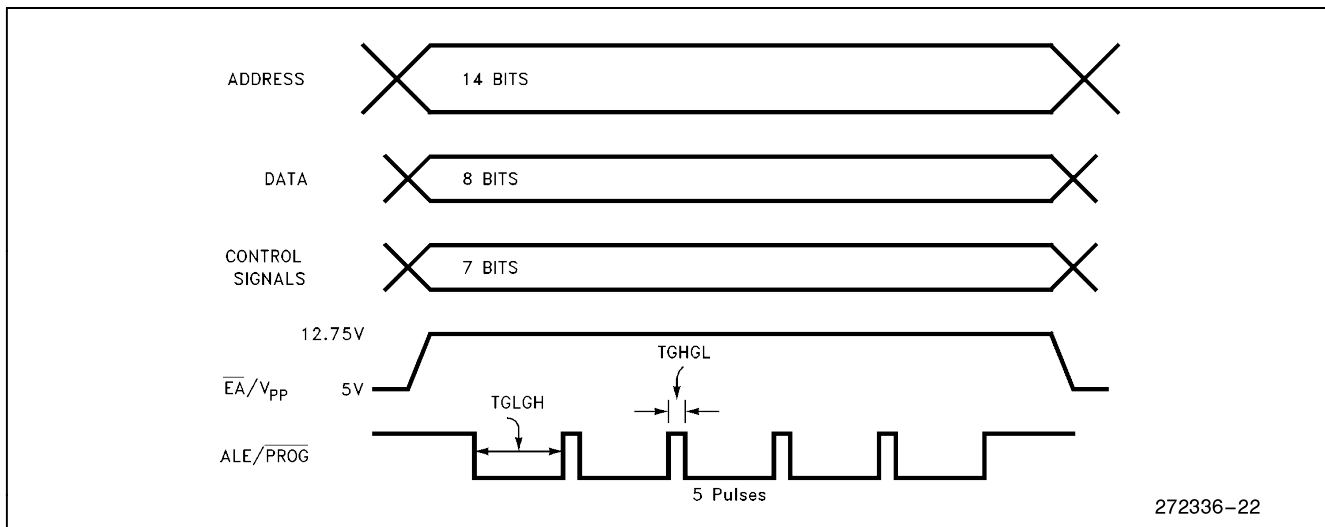 ADDRESS
14 BITS
DATA
8 BITS
CONTROL
SIGNALS
7 BITS
12.75V
TGHGL
EA/VPP
5V
TGLGH
ALE/PROG
5 Pulses
272336-22